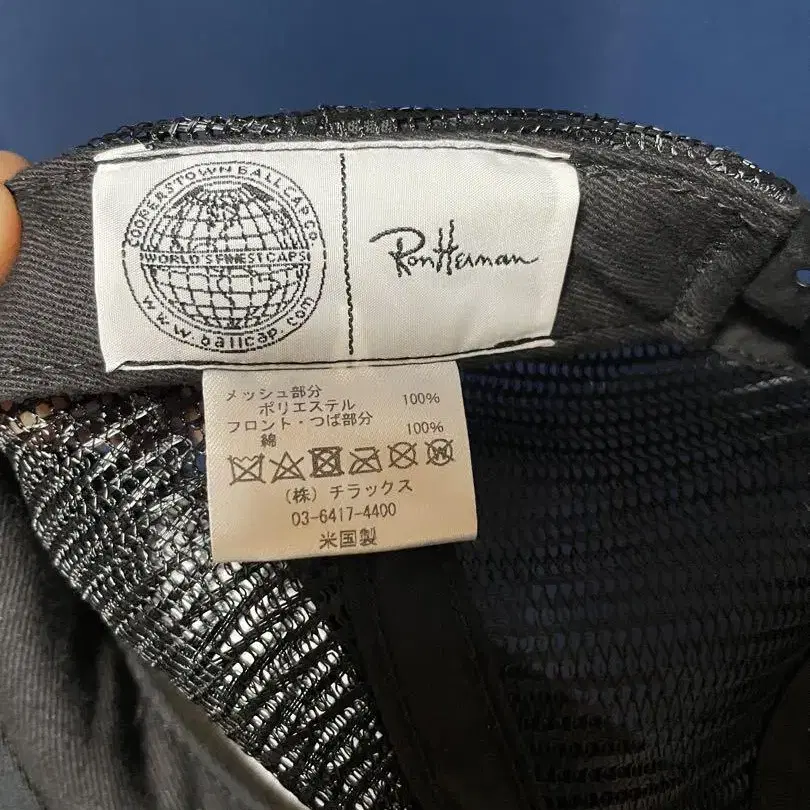 COOPERSTOWN BALL CAP CO.
WORLD'S FINEST CAPS
www.ballcap.com
RonHerman
メッシュ部分
ポリエステル 100%
フロント・つば部分
綿 100%
W
(株) チラックス
03-6417-4400
米国製